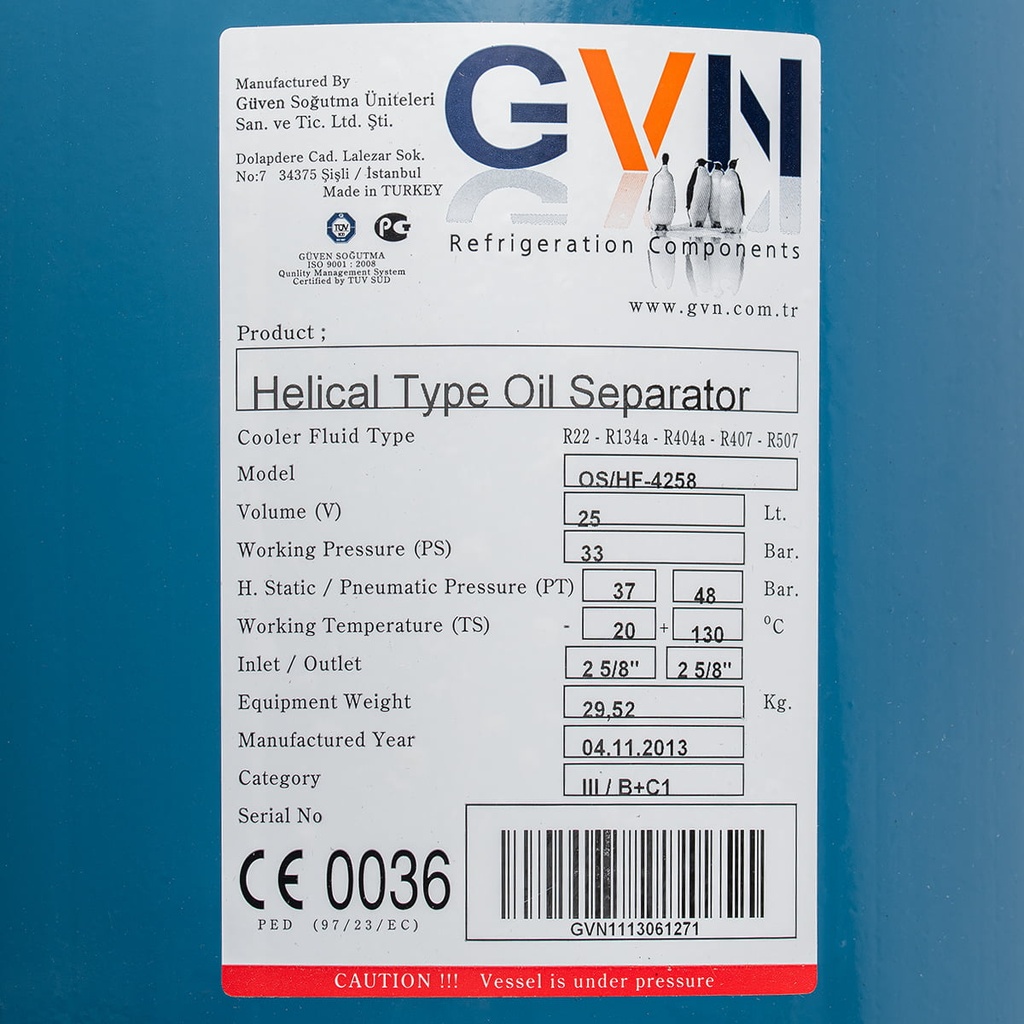 Manufactured By
Güven Soğutma Üniteleri
San. ve Tic. Ltd. Şti.
Dolapdere Cad. Lalezar Sok.
No:7 34375 Şişli / İstanbul
Made in TURKEY
TÜV
PG
GÜVEN SOĞUTMA
ISO 9001 : 2008
Qunlity Management System
Certified by TUV SÜD
GVN
Refrigeration Components
www.gvn.com.tr
Product ;
Helical Type Oil Separator
Cooler Fluid Type R22 - R134a - R404a - R407 - R507
Model OS/HF-4258
Volume (V) 25 Lt.
Working Pressure (PS) 33 Bar.
H. Static / Pneumatic Pressure (PT) 37 48 Bar.
Working Temperature (TS) - 20 + 130 °C
Inlet / Outlet 2 5/8" 2 5/8"
Equipment Weight 29,52 Kg.
Manufactured Year 04.11.2013
Category III / B+C1
Serial No
CE 0036
PED (97/23/EC)
GVN1113061271
CAUTION !!! Vessel is under pressure